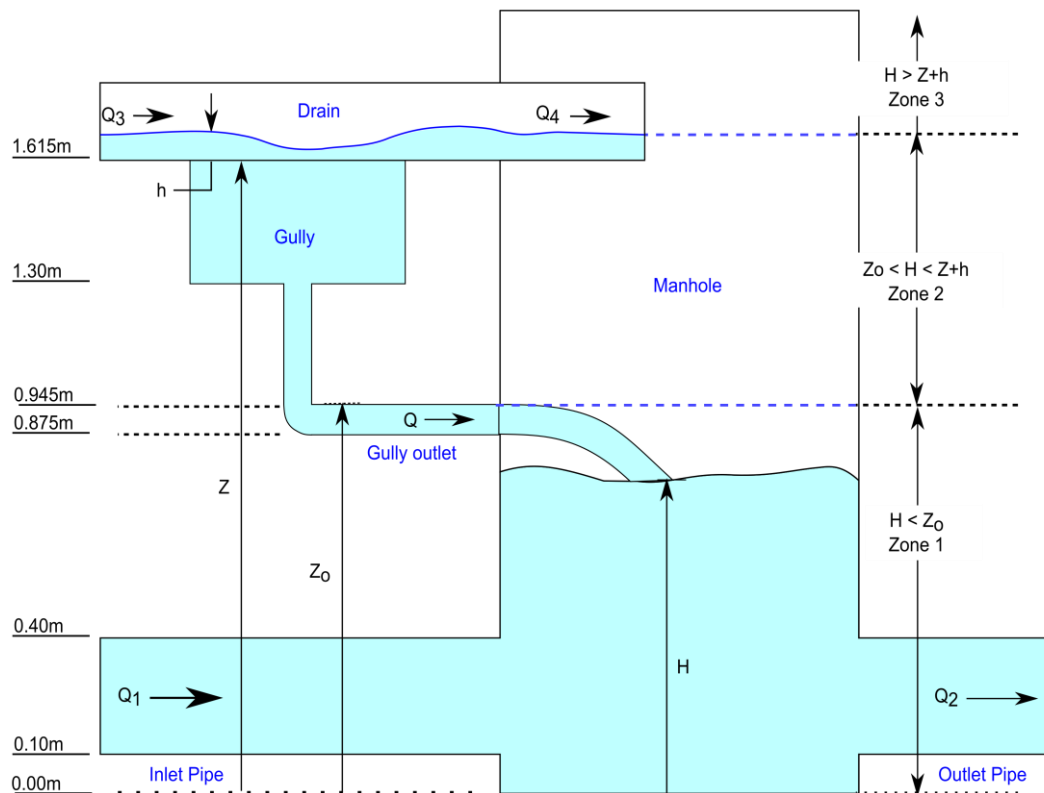 H > Z+h
Zone 3
Q3
Drain
Q4
1.615m
h
Gully
1.30m
Manhole
Zo < H < Z+h
Zone 2
0.945m
0.875m
Q
Gully outlet
Z
H < Zo
Zone 1
Zo
0.40m
H
Q1
Q2
0.10m
Inlet Pipe
Outlet Pipe
0.00m